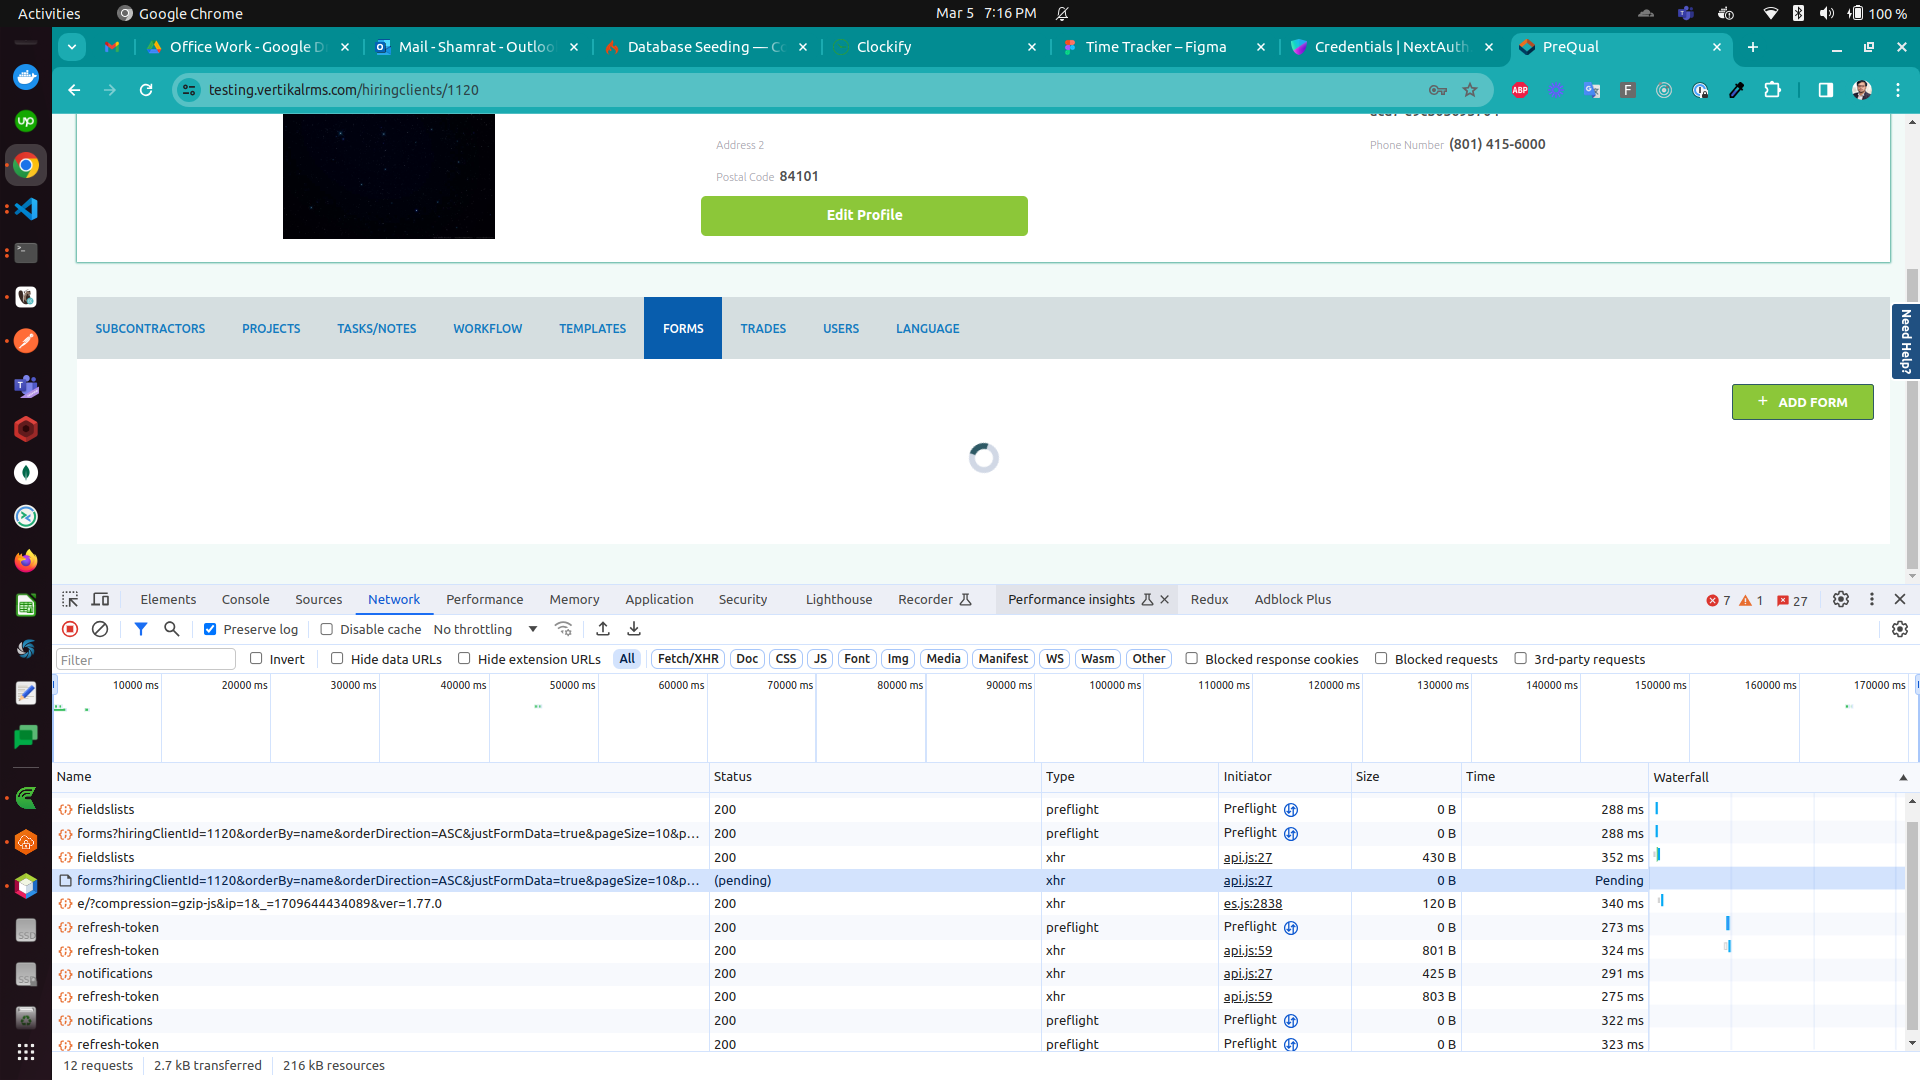 Activities Google Chrome Mar 5 7:16 PM 100 %
Office Work - Google D Mail - Shamrat - Outloo Database Seeding — Co Clockify Time Tracker – Figma Credentials | NextAuth PreQual
testing.vertikalrms.com/hiringclients/1120 ABP F
Address 2 Phone Number (801) 415-6000
Postal Code 84101
Edit Profile
Need Help?
SUBCONTRACTORS PROJECTS TASKS/NOTES WORKFLOW TEMPLATES FORMS TRADES USERS LANGUAGE
+ ADD FORM
Elements Console Sources Network Performance Memory Application Security Lighthouse Recorder Performance insights Redux Adblock Plus 7 1 27
Preserve log Disable cache No throttling
Filter Invert Hide data URLs Hide extension URLs All Fetch/XHR Doc CSS JS Font Img Media Manifest WS Wasm Other Blocked response cookies Blocked requests 3rd-party requests
10000 ms 20000 ms 30000 ms 40000 ms 50000 ms 60000 ms 70000 ms 80000 ms 90000 ms 100000 ms 110000 ms 120000 ms 130000 ms 140000 ms 150000 ms 160000 ms 170000 ms
Name Status Type Initiator Size Time Waterfall
fieldslists 200 preflight Preflight 0 B 288 ms
forms?hiringClientId=1120&orderBy=name&orderDirection=ASC&justFormData=true&pageSize=10&p... 200 preflight Preflight 0 B 288 ms
fieldslists 200 xhr api.js:27 430 B 352 ms
forms?hiringClientId=1120&orderBy=name&orderDirection=ASC&justFormData=true&pageSize=10&p... (pending) xhr api.js:27 0 B Pending
e/?compression=gzip-js&ip=1&_=1709644434089&ver=1.77.0 200 xhr es.js:2838 120 B 340 ms
refresh-token 200 preflight Preflight 0 B 273 ms
refresh-token 200 xhr api.js:59 801 B 324 ms
notifications 200 xhr api.js:27 425 B 291 ms
refresh-token 200 xhr api.js:59 803 B 275 ms
notifications 200 preflight Preflight 0 B 322 ms
refresh-token 200 preflight Preflight 0 B 323 ms
12 requests 2.7 kB transferred 216 kB resources